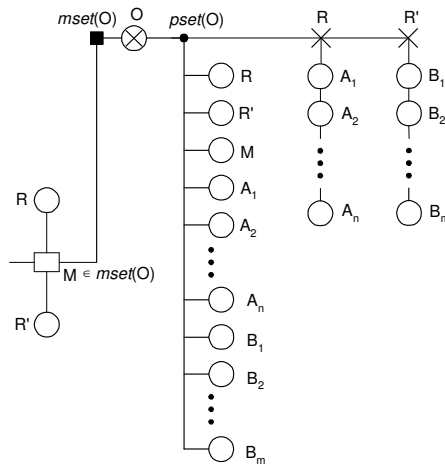 mset(O) O pset(O) R R'
R A₁ B₁
R' A₂ B₂
M
A₁
R A₂ Aₙ Bₘ
M ∈ mset(O)
Aₙ
R' B₁
B₂
Bₘ